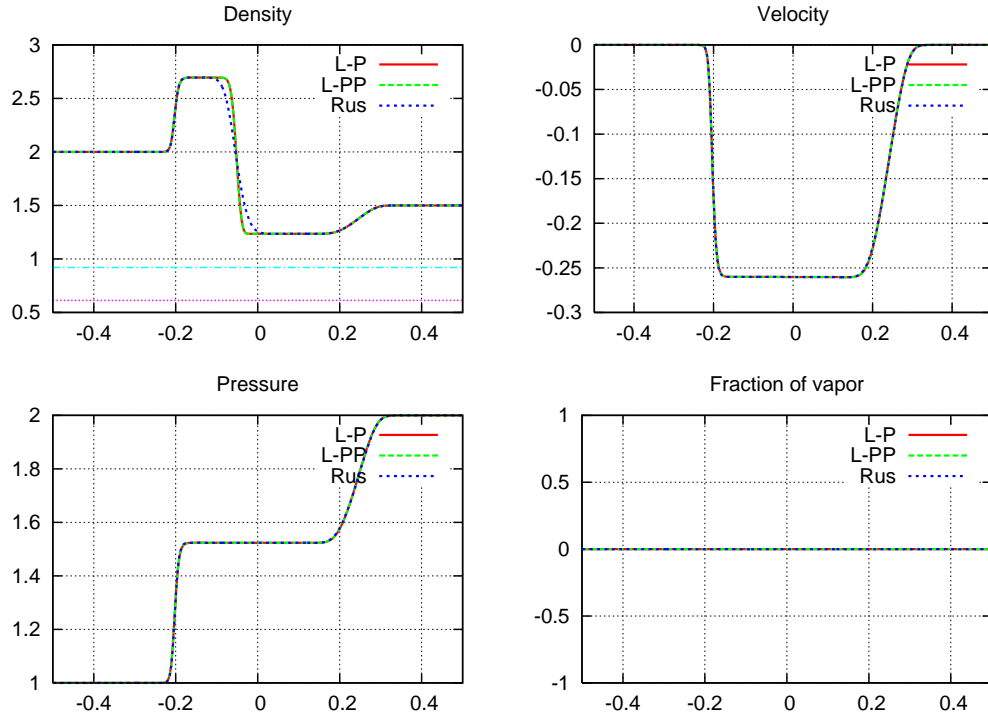 Density
3
2.5
2
1.5
1
0.5
-0.4
-0.2
0
0.2
0.4
L-P
L-PP
Rus
Velocity
0
-0.05
-0.1
-0.15
-0.2
-0.25
-0.3
-0.4
-0.2
0
0.2
0.4
L-P
L-PP
Rus
Pressure
2
1.8
1.6
1.4
1.2
1
-0.4
-0.2
0
0.2
0.4
L-P
L-PP
Rus
Fraction of vapor
1
0.5
0
-0.5
-1
-0.4
-0.2
0
0.2
0.4
L-P
L-PP
Rus